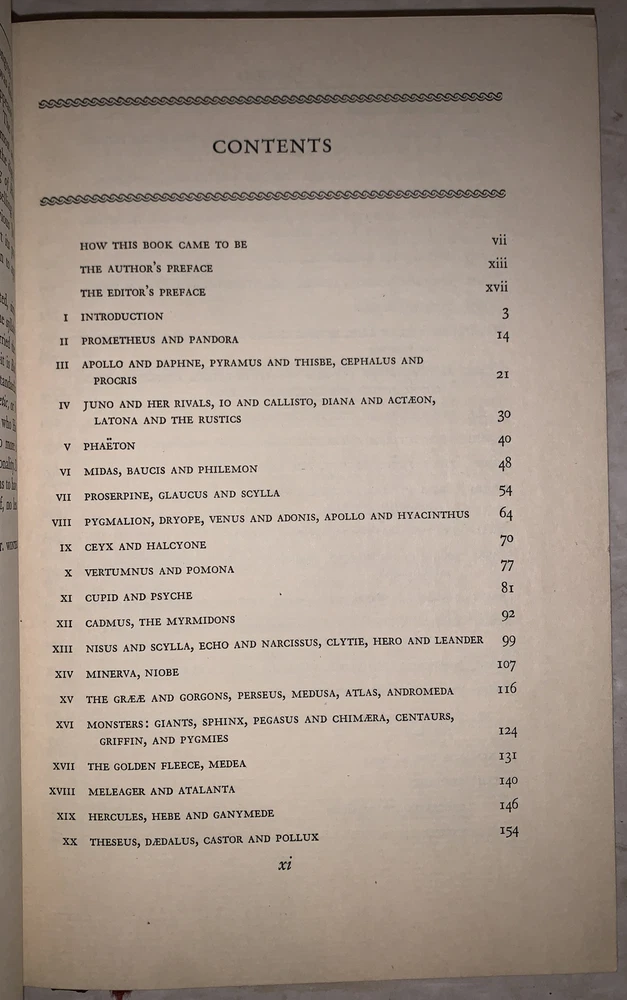 CONTENTS
HOW THIS BOOK CAME TO BE vii
THE AUTHOR'S PREFACE xiii
THE EDITOR'S PREFACE xvii
I INTRODUCTION 3
II PROMETHEUS AND PANDORA 14
III APOLLO AND DAPHNE, PYRAMUS AND THISBE, CEPHALUS AND
PROCRIS 21
IV JUNO AND HER RIVALS, IO AND CALLISTO, DIANA AND ACTÆON,
LATONA AND THE RUSTICS 30
V PHAËTON 40
VI MIDAS, BAUCIS AND PHILEMON 48
VII PROSERPINE, GLAUCUS AND SCYLLA 54
VIII PYGMALION, DRYOPE, VENUS AND ADONIS, APOLLO AND HYACINTHUS 64
IX CEYX AND HALCYONE 70
X VERTUMNUS AND POMONA 77
XI CUPID AND PSYCHE 81
XII CADMUS, THE MYRMIDONS 92
XIII NISUS AND SCYLLA, ECHO AND NARCISSUS, CLYTIE, HERO AND LEANDER 99
XIV MINERVA, NIOBE 107
XV THE GRÆÆ AND GORGONS, PERSEUS, MEDUSA, ATLAS, ANDROMEDA 116
XVI MONSTERS: GIANTS, SPHINX, PEGASUS AND CHIMÆRA, CENTAURS,
GRIFFIN, AND PYGMIES 124
XVII THE GOLDEN FLEECE, MEDEA 131
XVIII MELEAGER AND ATALANTA 140
XIX HERCULES, HEBE AND GANYMEDE 146
XX THESEUS, DÆDALUS, CASTOR AND POLLUX 154
xi